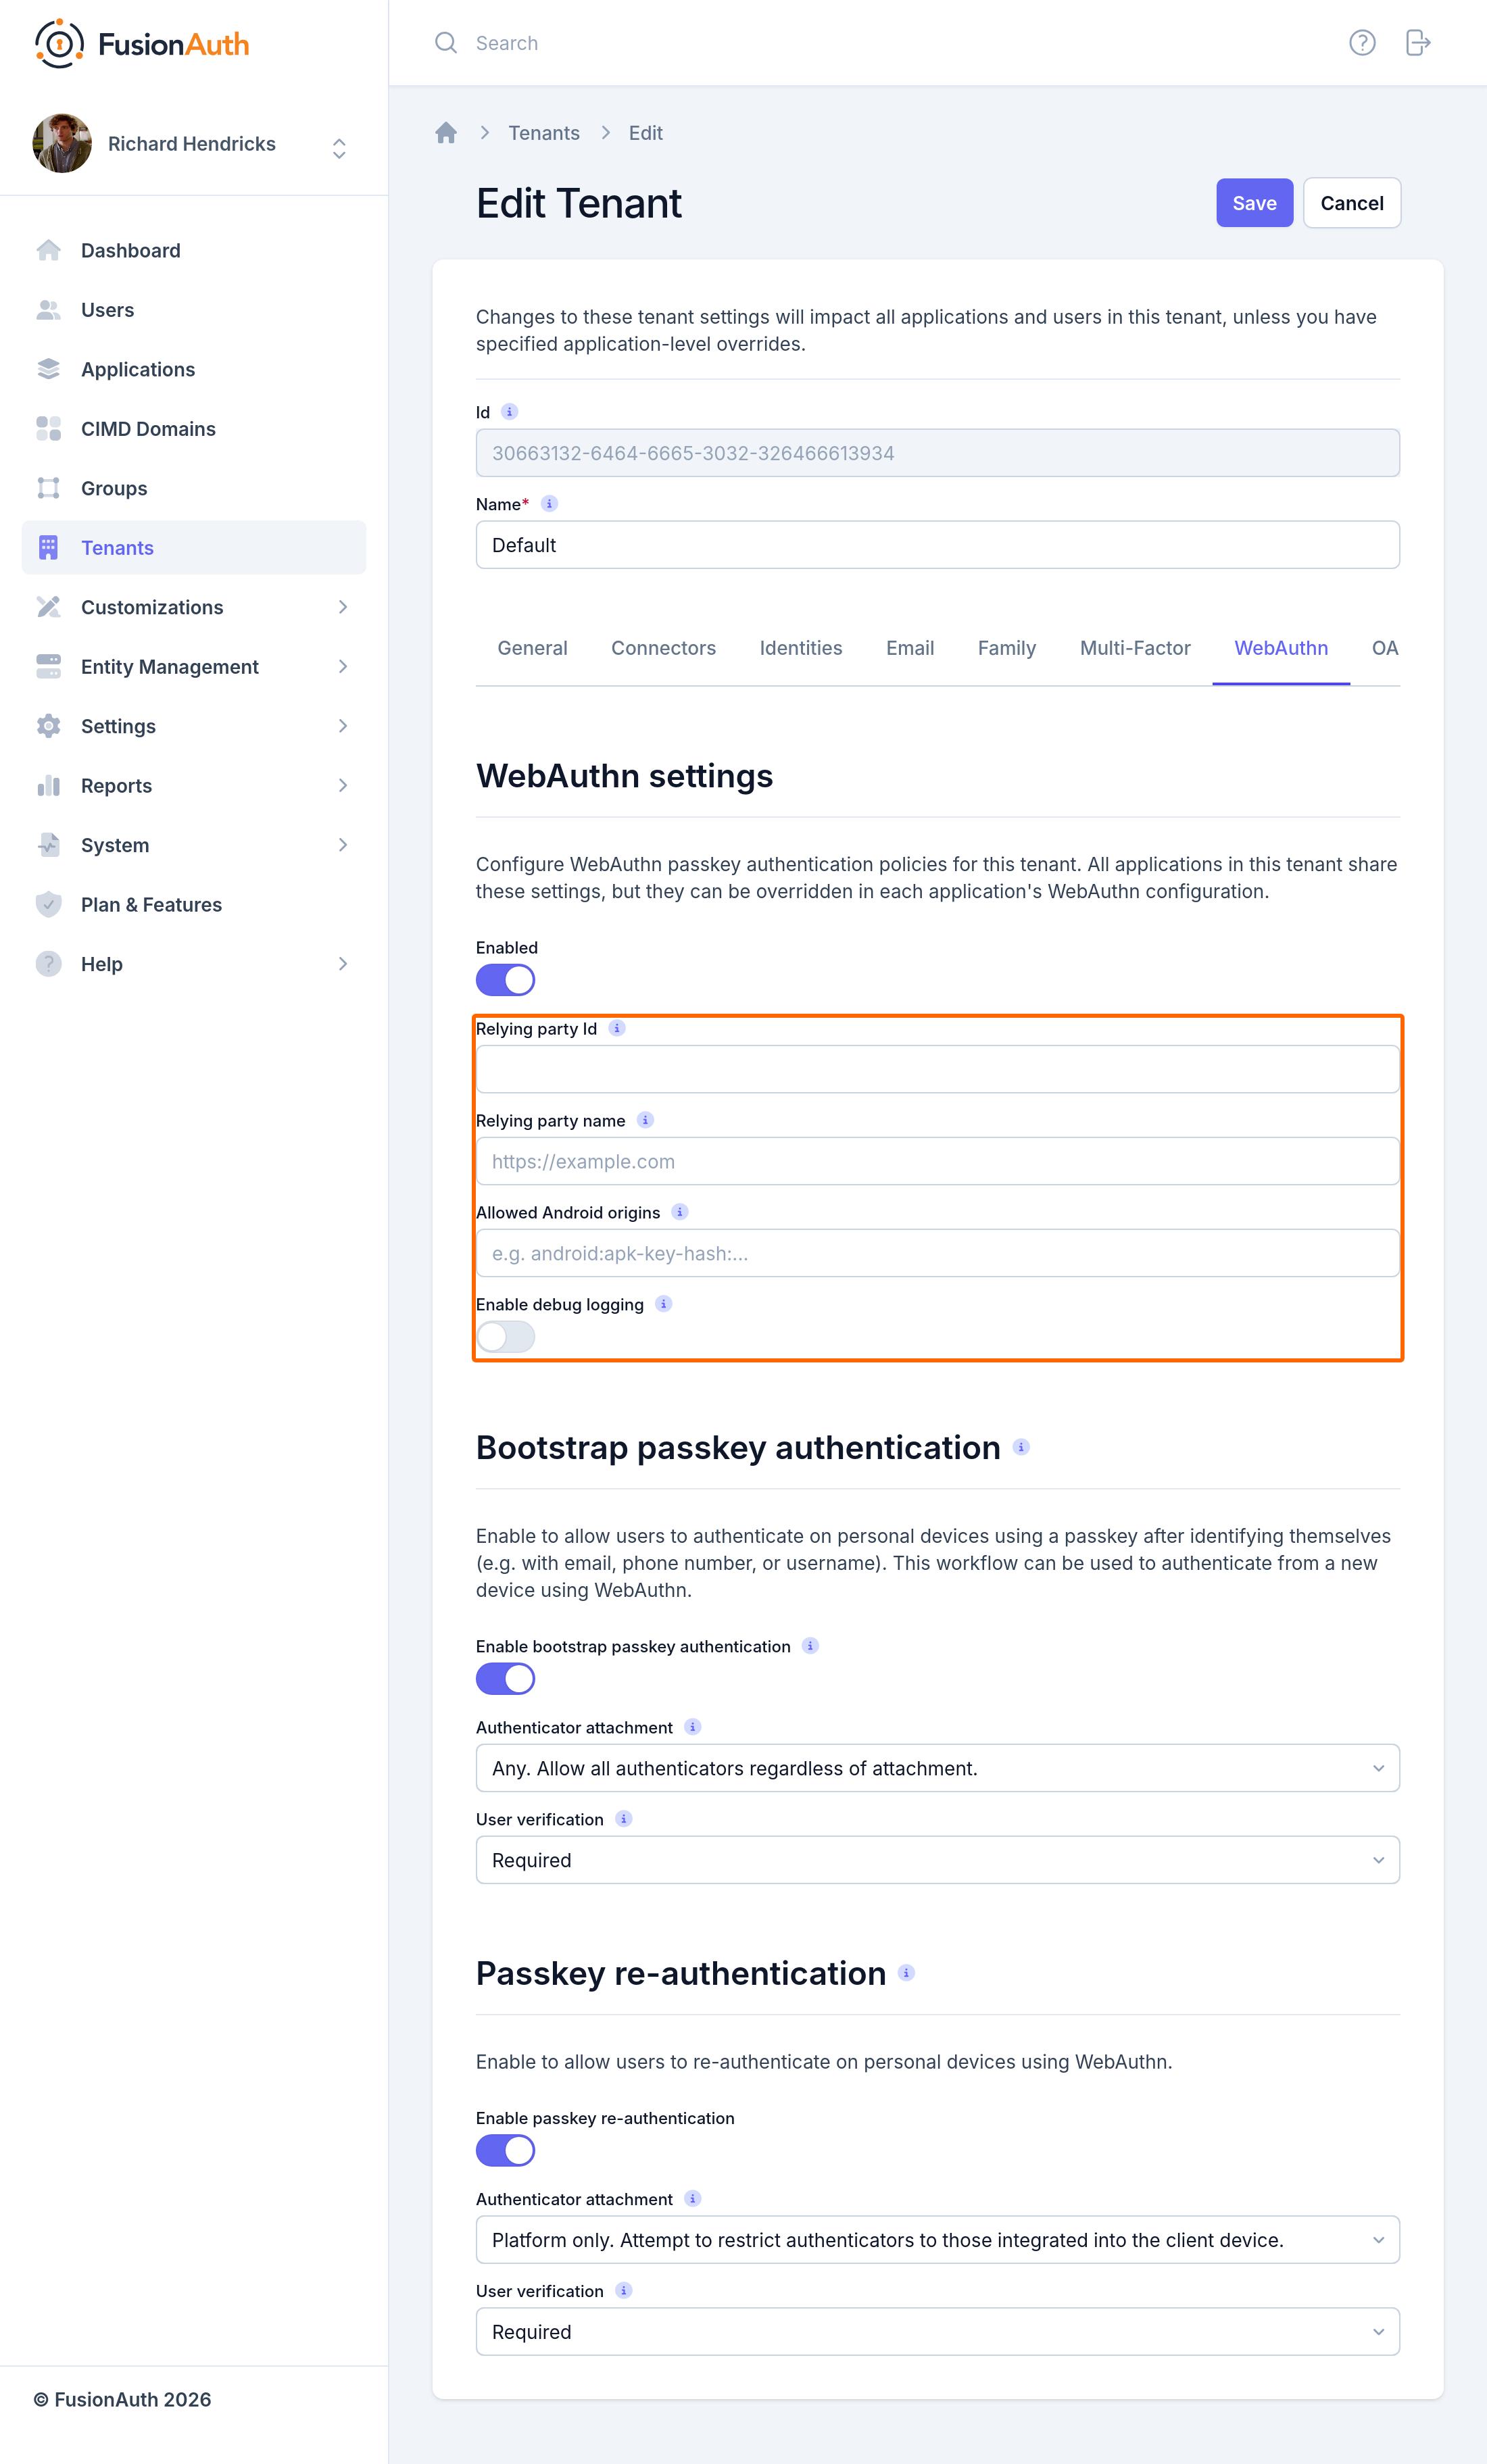 FusionAuth
Search
Richard Hendricks
Tenants
Edit
Edit Tenant
Save
Cancel
Dashboard
Users
Applications
CIMD Domains
Groups
Tenants
Customizations
Entity Management
Settings
Reports
System
Plan & Features
Help
Changes to these tenant settings will impact all applications and users in this tenant, unless you have
specified application-level overrides.
Id
30663132-6464-6665-3032-326466613934
Name*
Default
General Connectors Identities Email Family Multi-Factor WebAuthn OA
WebAuthn settings
Configure WebAuthn passkey authentication policies for this tenant. All applications in this tenant share
these settings, but they can be overridden in each application's WebAuthn configuration.
Enabled
Relying party Id
Relying party name
https://example.com
Allowed Android origins
e.g. android:apk-key-hash:...
Enable debug logging
Bootstrap passkey authentication
Enable to allow users to authenticate on personal devices using a passkey after identifying themselves
(e.g. with email, phone number, or username). This workflow can be used to authenticate from a new
device using WebAuthn.
Enable bootstrap passkey authentication
Authenticator attachment
Any. Allow all authenticators regardless of attachment.
User verification
Required
Passkey re-authentication
Enable to allow users to re-authenticate on personal devices using WebAuthn.
Enable passkey re-authentication
Authenticator attachment
Platform only. Attempt to restrict authenticators to those integrated into the client device.
User verification
Required
© FusionAuth 2026